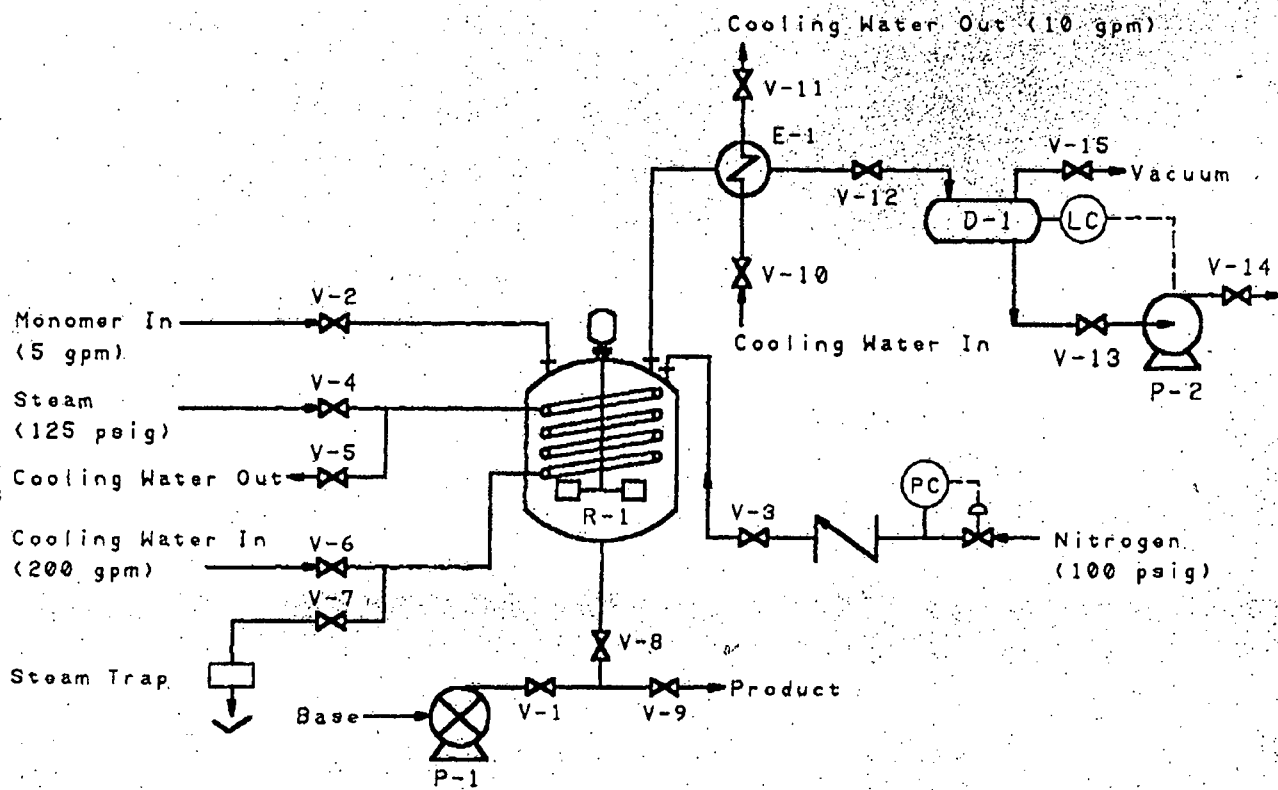 Cooling Water Out (10 gpm)
V-11
E-1
V-15
Vacuum
V-12
D-1
LC
V-10
V-14
V-2
Monomer In
(5 gpm)
Cooling Water In
V-13
P-2
V-4
Steam
(125 psig)
V-5
Cooling Water Out
R-1
PC
V-3
Cooling Water In
(200 gpm)
V-6
Nitrogen
(100 psig)
V-7
V-8
Steam Trap
Product
Base
V-1
V-9
P-1